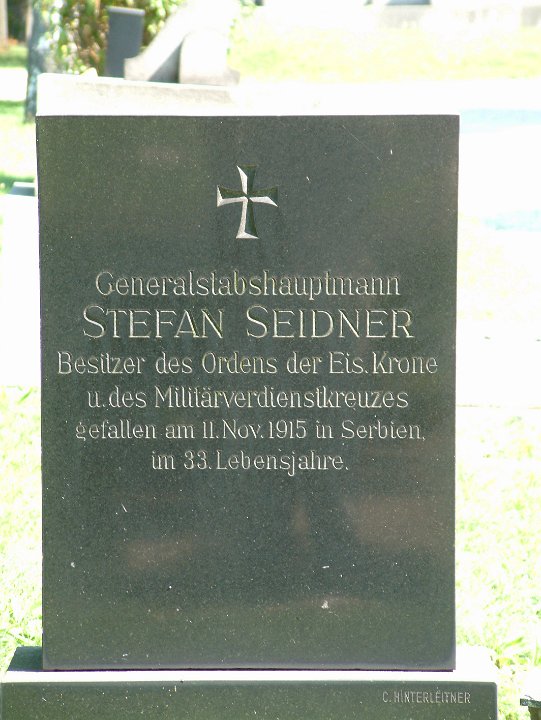 Generalstabshauptmann
STEFAN SEIDNER
Besitzer des Ordens der Eis. Krone
u. des Militärverdienstkreuzes
gefallen am 11. Nov. 1915 in Serbien,
im 33. Lebensjahre.
C. HINTERLEITNER